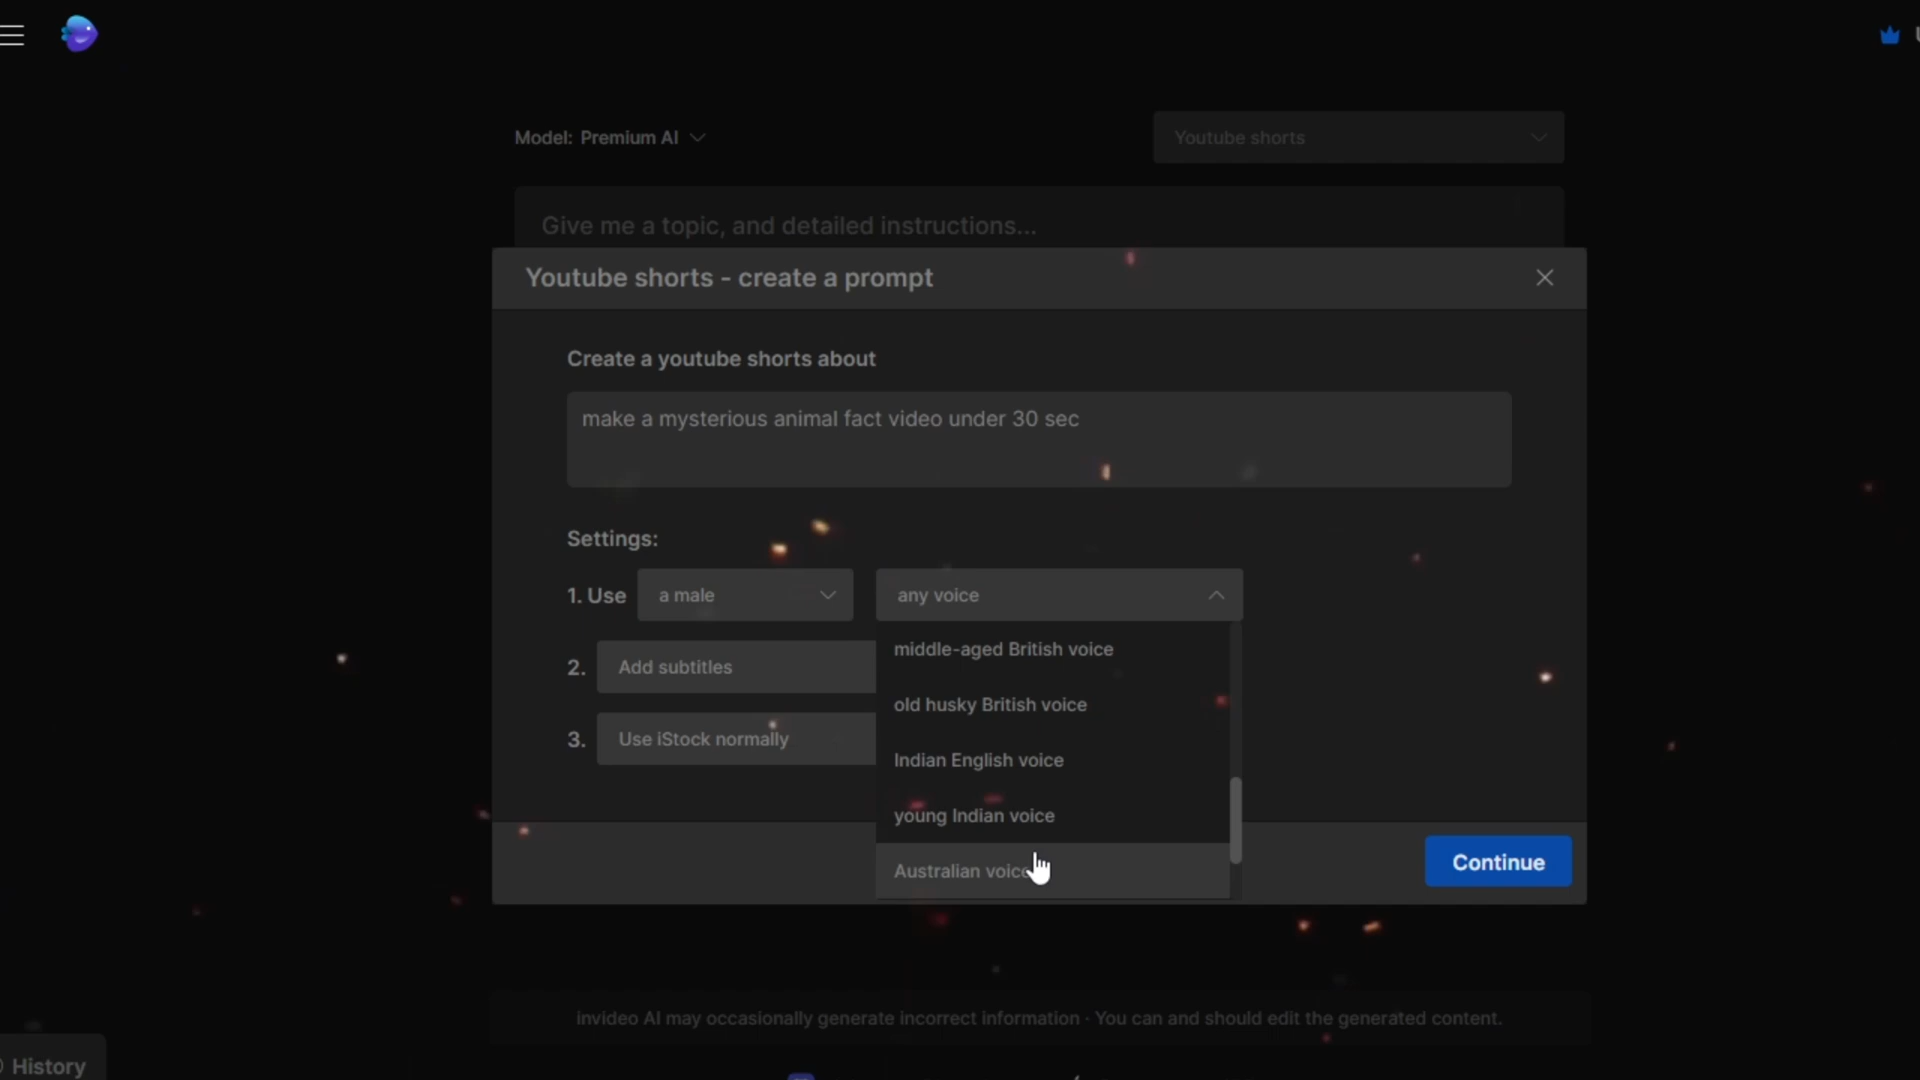 Model: Premium AI
Youtube shorts
Give me a topic, and detailed instructions...
Youtube shorts - create a prompt
Create a youtube shorts about
make a mysterious animal fact video under 30 sec
Settings:
1. Use a male any voice
middle-aged British voice
2. Add subtitles
old husky British voice
3. Use iStock normally
Indian English voice
young Indian voice
Australian voice
Continue
invideo AI may occasionally generate incorrect information · You can and should edit the generated content.
History